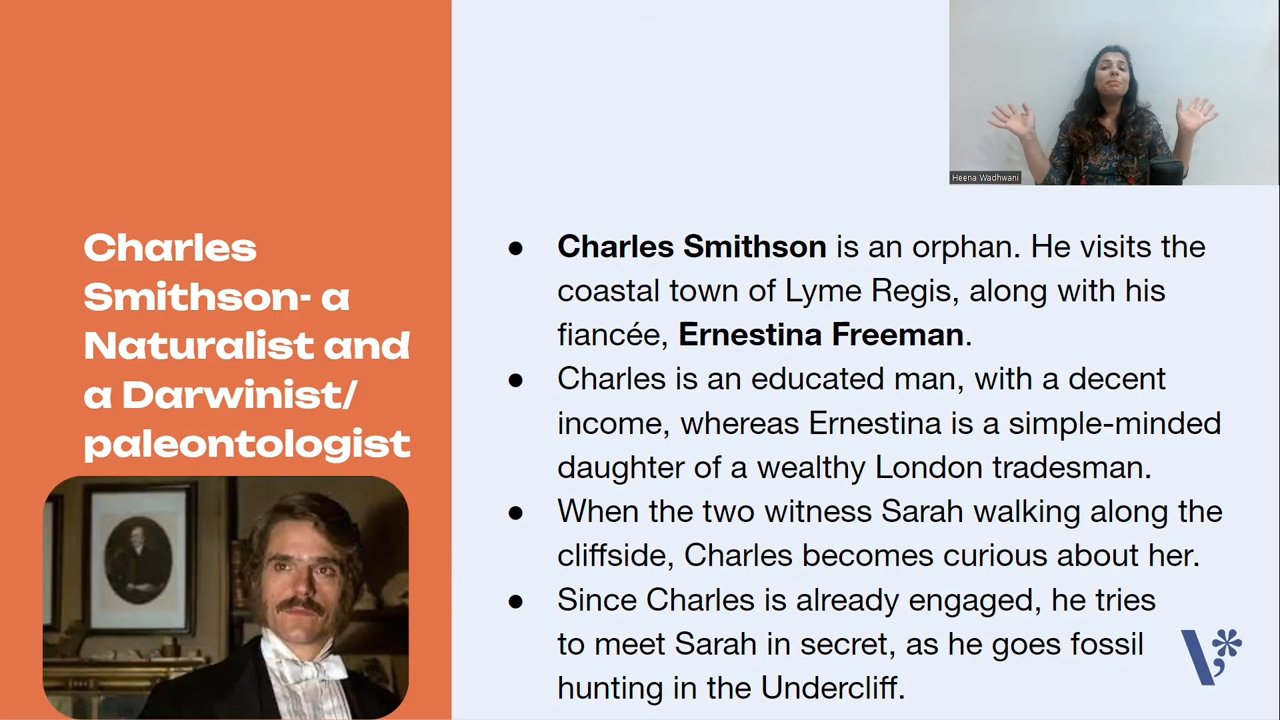 Heena Wadhwani
Charles
Smithson- a
Naturalist and
a Darwinist/
paleontologist
● Charles Smithson is an orphan. He visits the
coastal town of Lyme Regis, along with his
fiancée, Ernestina Freeman.
● Charles is an educated man, with a decent
income, whereas Ernestina is a simple-minded
daughter of a wealthy London tradesman.
● When the two witness Sarah walking along the
cliffside, Charles becomes curious about her.
● Since Charles is already engaged, he tries
to meet Sarah in secret, as he goes fossil
hunting in the Undercliff.